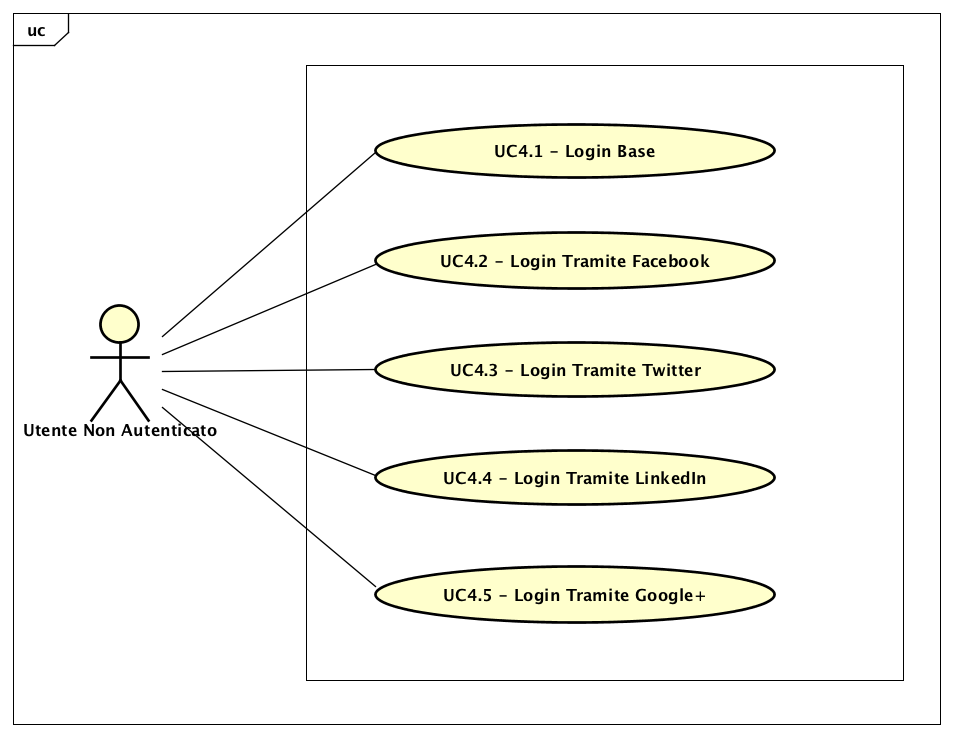 uc
UC4.1 - Login Base
UC4.2 - Login Tramite Facebook
UC4.3 - Login Tramite Twitter
Utente Non Autenticato
UC4.4 - Login Tramite LinkedIn
UC4.5 - Login Tramite Google+